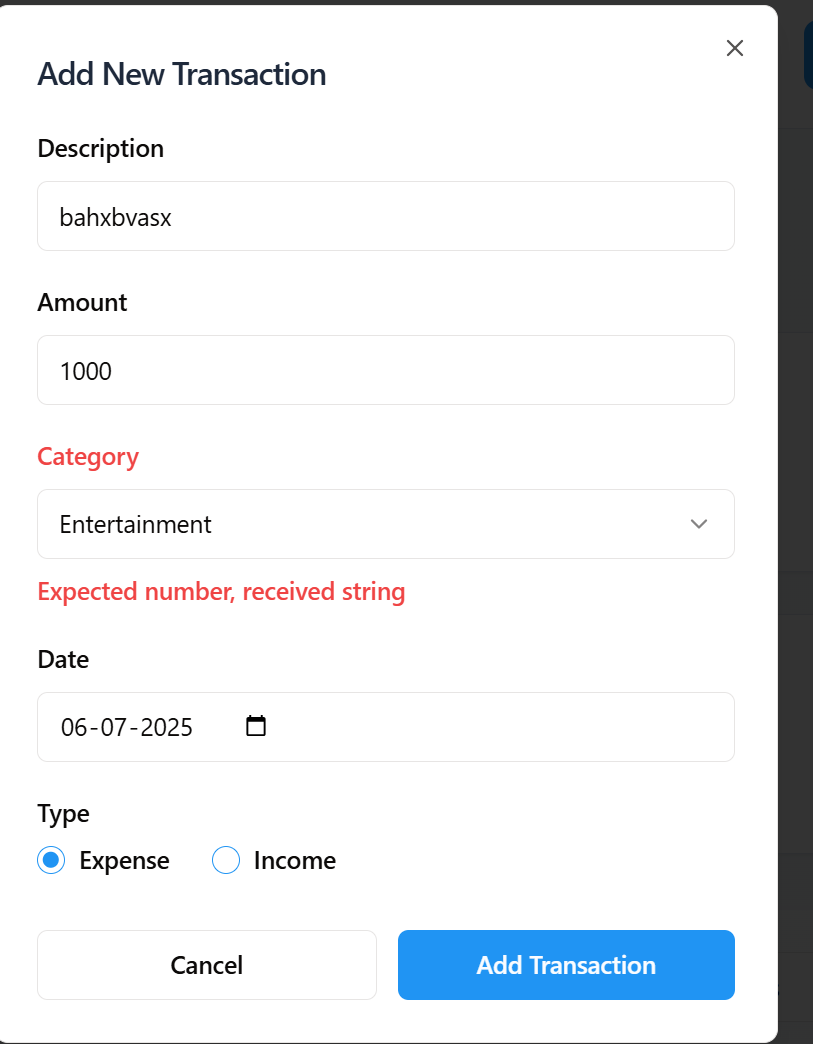 Add New Transaction
Description
bahxbvasx
Amount
1000
Category
Entertainment
Expected number, received string
Date
06-07-2025
Type
Expense Income
Cancel Add Transaction